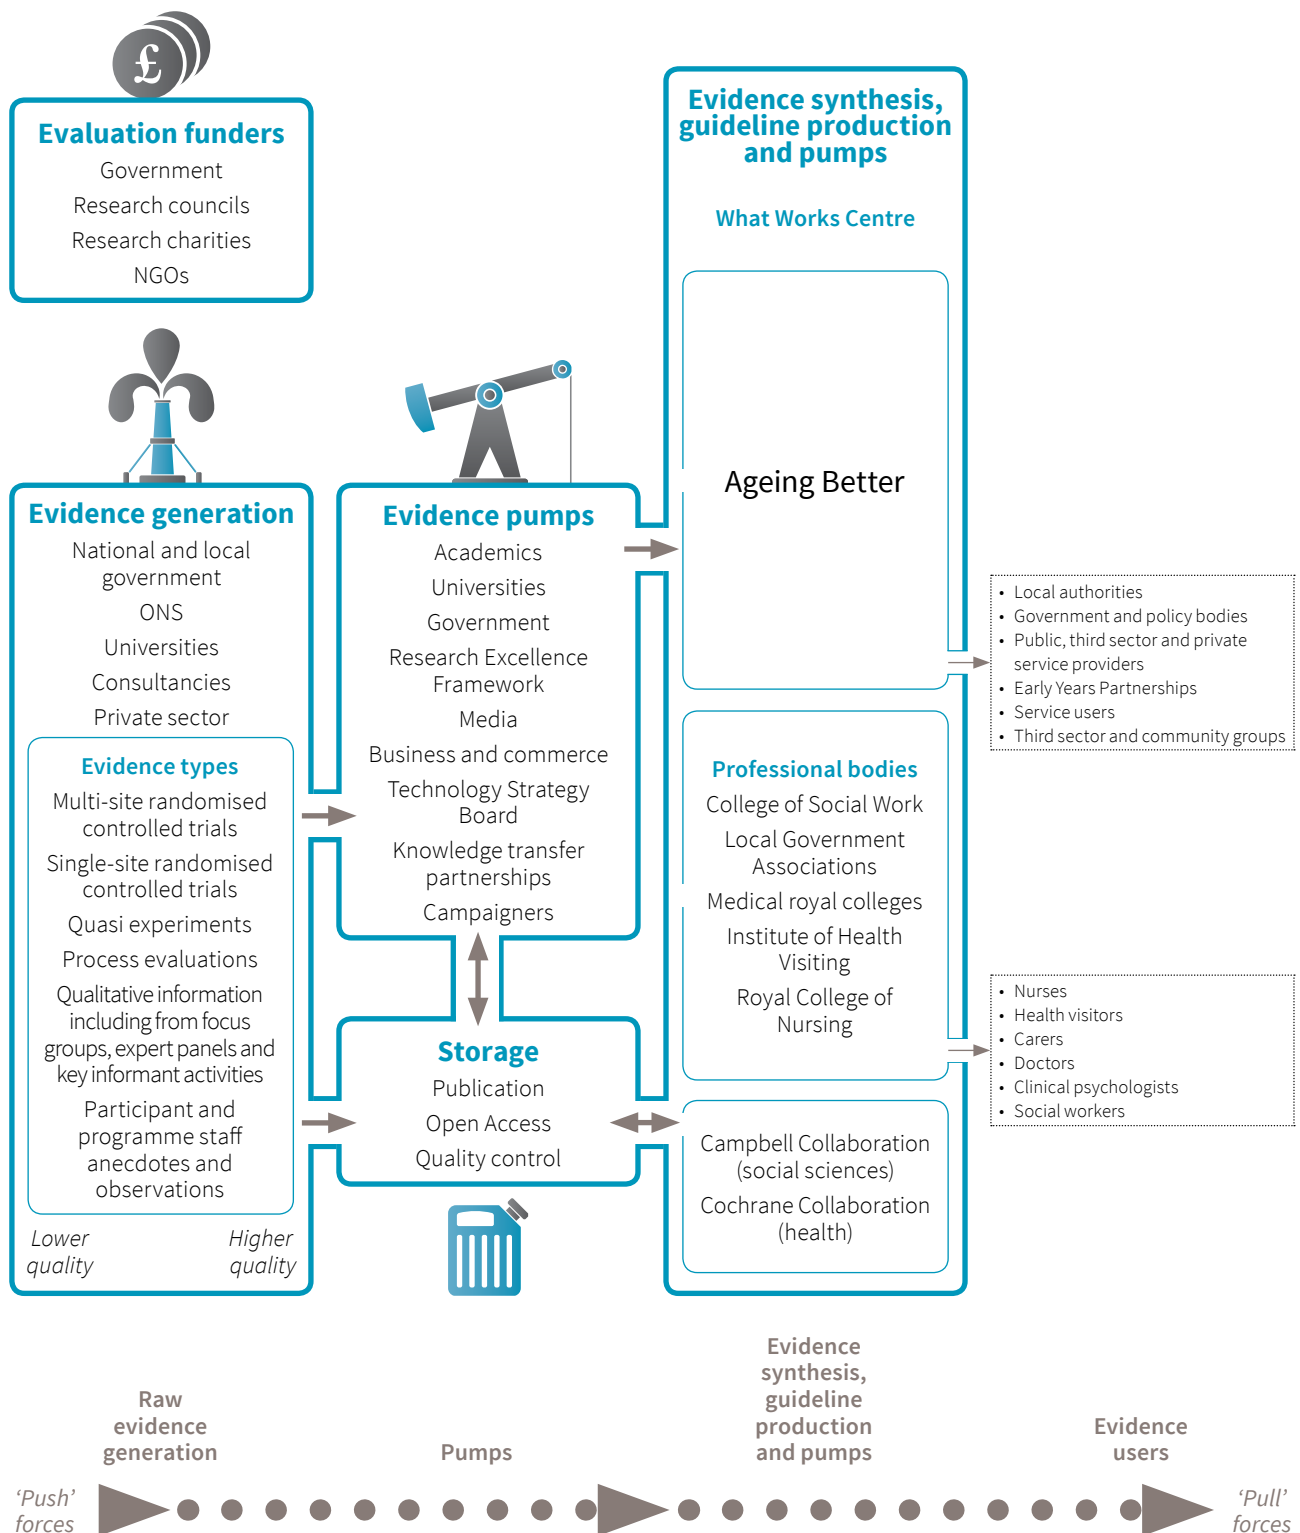 £
Evaluation funders
Government
Research councils
Research charities
NGOs
Evidence generation
National and local
government
ONS
Universities
Consultancies
Private sector
Evidence types
Multi-site randomised
controlled trials
Single-site randomised
controlled trials
Quasi experiments
Process evaluations
Qualitative information
including from focus
groups, expert panels and
key informant activities
Participant and
programme staff
anecdotes and
observations
Lower
quality
Higher
quality
Evidence pumps
Academics
Universities
Government
Research Excellence
Framework
Media
Business and commerce
Technology Strategy
Board
Knowledge transfer
partnerships
Campaigners
Storage
Publication
Open Access
Quality control
Evidence synthesis,
guideline production
and pumps
What Works Centre
Ageing Better
Professional bodies
College of Social Work
Local Government
Associations
Medical royal colleges
Institute of Health
Visiting
Royal College of
Nursing
Campbell Collaboration
(social sciences)
Cochrane Collaboration
(health)
• Local authorities
• Government and policy bodies
• Public, third sector and private
service providers
• Early Years Partnerships
• Service users
• Third sector and community groups
• Nurses
• Health visitors
• Carers
• Doctors
• Clinical psychologists
• Social workers
Raw
evidence
generation
Pumps
Evidence
synthesis,
guideline
production
and pumps
Evidence
users
'Push'
forces
'Pull'
forces